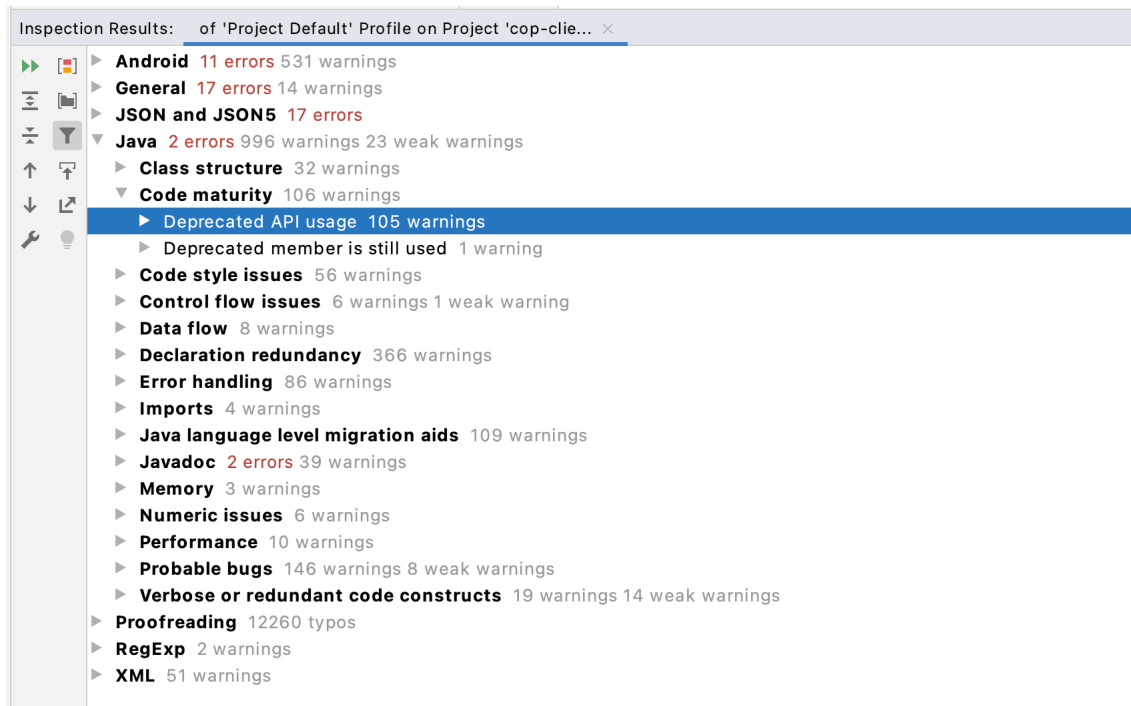 Inspection Results: of 'Project Default' Profile on Project 'cop-clie...
Android 11 errors 531 warnings
General 17 errors 14 warnings
JSON and JSON5 17 errors
Java 2 errors 996 warnings 23 weak warnings
Class structure 32 warnings
Code maturity 106 warnings
Deprecated API usage 105 warnings
Deprecated member is still used 1 warning
Code style issues 56 warnings
Control flow issues 6 warnings 1 weak warning
Data flow 8 warnings
Declaration redundancy 366 warnings
Error handling 86 warnings
Imports 4 warnings
Java language level migration aids 109 warnings
Javadoc 2 errors 39 warnings
Memory 3 warnings
Numeric issues 6 warnings
Performance 10 warnings
Probable bugs 146 warnings 8 weak warnings
Verbose or redundant code constructs 19 warnings 14 weak warnings
Proofreading 12260 typos
RegExp 2 warnings
XML 51 warnings